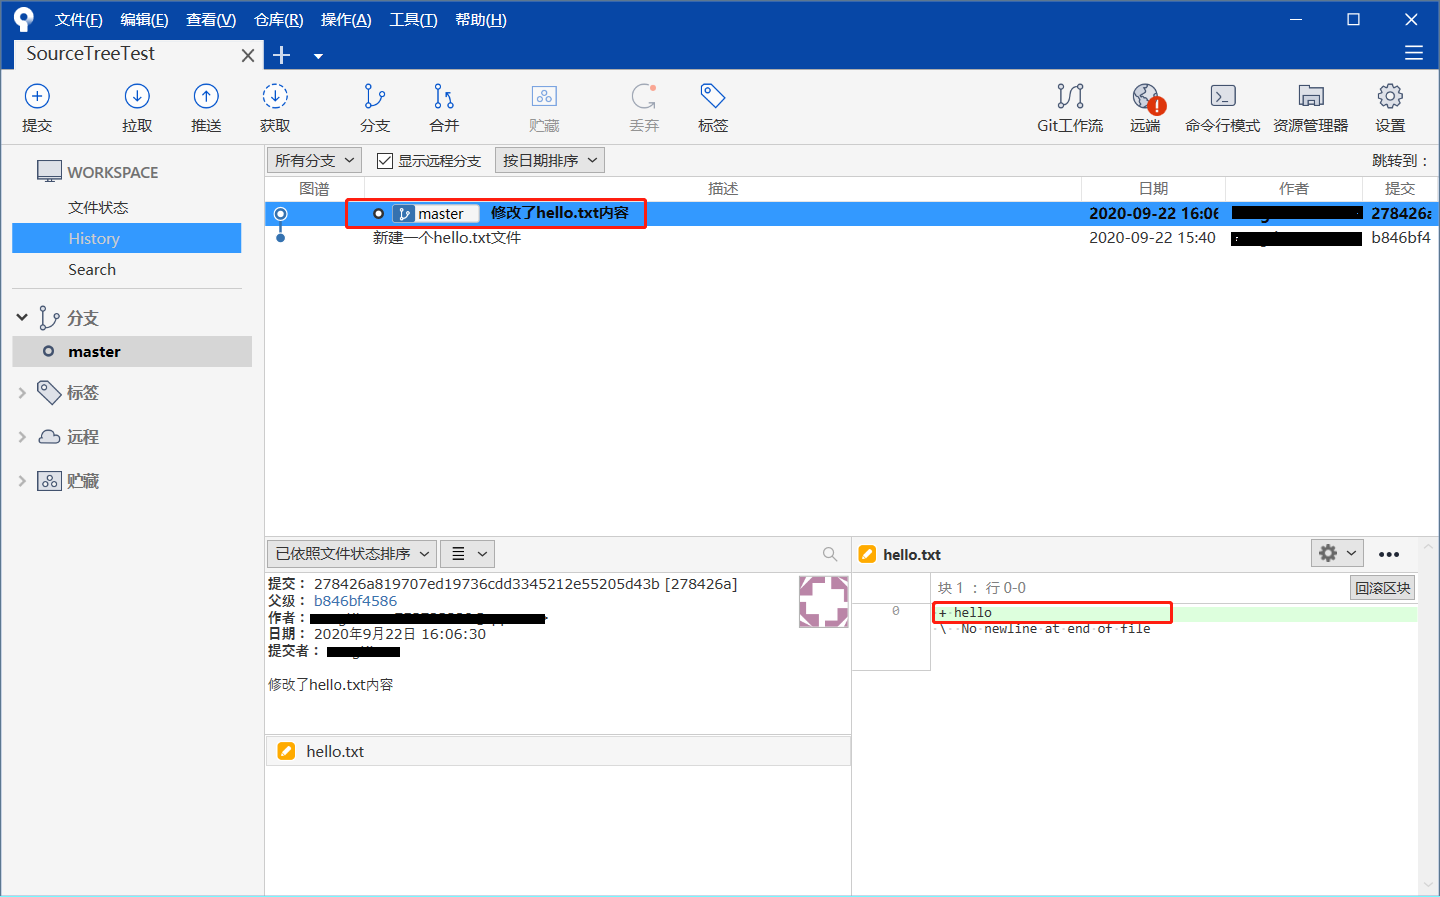 文件(F) 编辑(E) 查看(V) 仓库(R) 操作(A) 工具(T) 帮助(H)
SourceTreeTest
提交 拉取 推送 获取 分支 合并 贮藏 丢弃 标签 Git工作流 远端 命令行模式 资源管理器 设置
WORKSPACE
文件状态
History
Search
分支
master
标签
远程
贮藏
所有分支 显示远程分支 按日期排序 跳转到：
图谱 描述 日期 作者 提交
master 修改了hello.txt内容 2020-09-22 16:06 278426a
新建一个hello.txt文件 2020-09-22 15:40 b846bf4
已依照文件状态排序
提交： 278426a819707ed19736cdd3345212e55205d43b [278426a]
父级： b846bf4586
作者：
日期： 2020年9月22日 16:06:30
提交者：
修改了hello.txt内容
hello.txt
hello.txt
块 1 ： 行 0-0 回滚区块
0 + hello
\ No newline at end of file